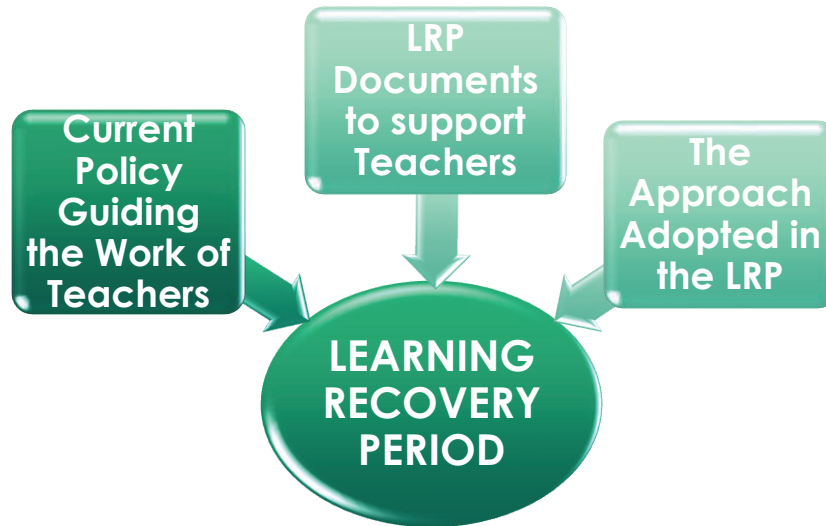 Current
Policy
Guiding
the Work of
Teachers
LRP
Documents
to support
Teachers
The
Approach
Adopted in
the LRP
LEARNING
RECOVERY
PERIOD